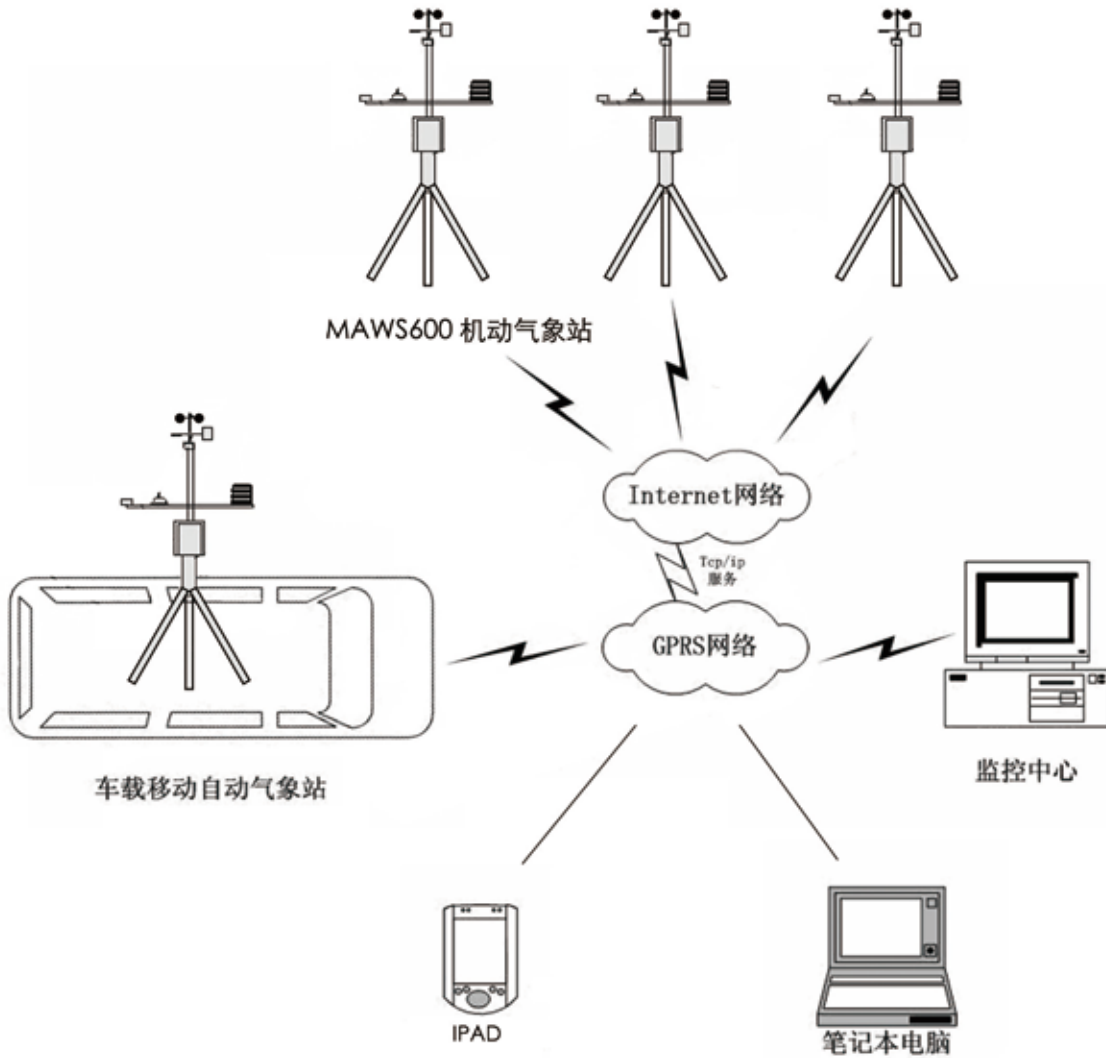 MAWS600 机动气象站
Internet网络
Tcp/ip
服务
GPRS网络
车载移动自动气象站
监控中心
IPAD
笔记本电脑